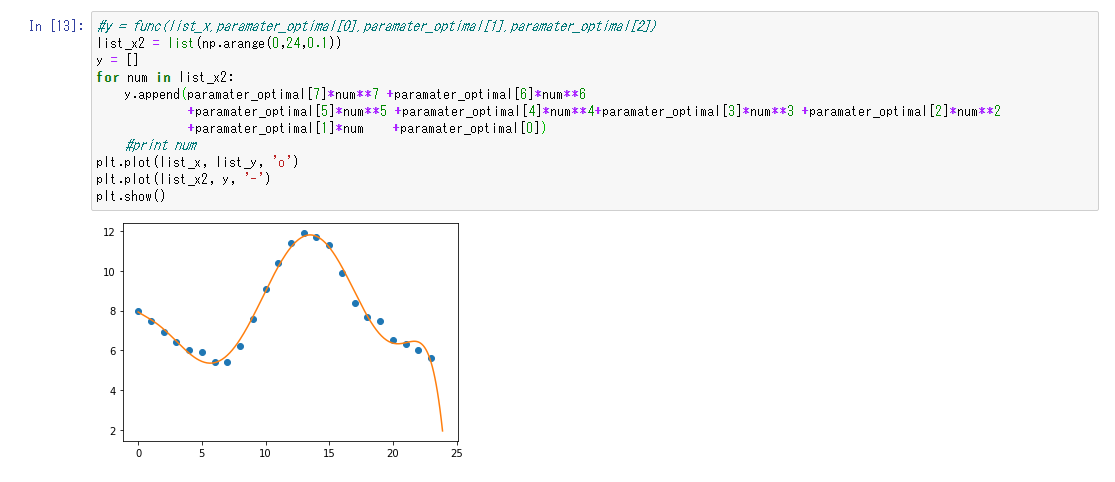 In [13]:
#y = func(list_x,paramater_optimal[0],paramater_optimal[1],paramater_optimal[2])
list_x2 = list(np.arange(0,24,0.1))
y = []
for num in list_x2:
    y.append(paramater_optimal[7]*num**7 +paramater_optimal[6]*num**6
             +paramater_optimal[5]*num**5 +paramater_optimal[4]*num**4+paramater_optimal[3]*num**3 +paramater_optimal[2]*num**2
             +paramater_optimal[1]*num    +paramater_optimal[0])
    #print num
plt.plot(list_x, list_y, 'o')
plt.plot(list_x2, y, '-')
plt.show()
12
10
8
6
4
2
0 5 10 15 20 25